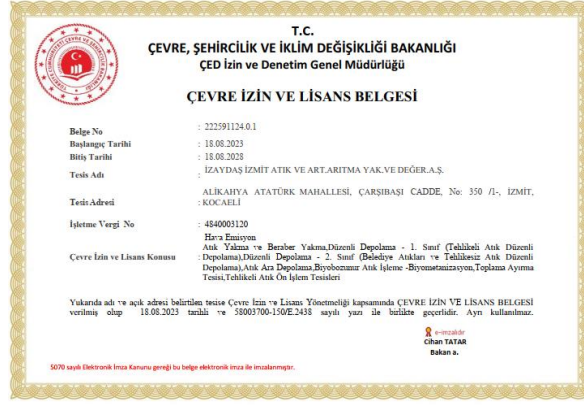 T.C.
ÇEVRE, ŞEHİRCİLİK VE İKLİM DEĞİŞİKLİĞİ BAKANLIĞI
ÇED İzin ve Denetim Genel Müdürlüğü
ÇEVRE İZİN VE LİSANS BELGESİ
Belge No : 222591124.0.1
Başlangıç Tarihi : 18.08.2023
Bitiş Tarihi : 18.08.2028
Tesis Adı : İZAYDAŞ İZMİT ATIK VE ART.ARITMA YAK.VE DEĞER.A.Ş.
ALİKAHYA ATATÜRK MAHALLESİ, ÇARŞIBAŞI CADDE, No: 350 /1-, İZMİT,
Tesis Adresi : KOCAELİ
İşletme Vergi No : 4840003120
Hava Emisyon
Atık Yakma ve Beraber Yakma,Düzenli Depolama - 1. Sınıf (Tehlikeli Atık Düzenli
Çevre İzin ve Lisans Konusu : Depolama),Düzenli Depolama - 2. Sınıf (Belediye Atıkları ve Tehlikesiz Atık Düzenli
Depolama),Atık Ara Depolama,Biyobozunur Atık İşleme -Biyometanizasyon,Toplama Ayırma
Tesisi,Tehlikeli Atık Ön İşlem Tesisleri
Yukarıda adı ve açık adresi belirtilen tesise Çevre İzin ve Lisans Yönetmeliği kapsamında ÇEVRE İZİN VE LİSANS BELGESİ
verilmiş olup 18.08.2023 tarihli ve 58003700-150/E.2438 sayılı yazı ile birlikte geçerlidir. Ayrı kullanılmaz.
e-imzalıdır
Cihan TATAR
Bakan a.
5070 sayılı Elektronik İmza Kanunu gereği bu belge elektronik imza ile imzalanmıştır.